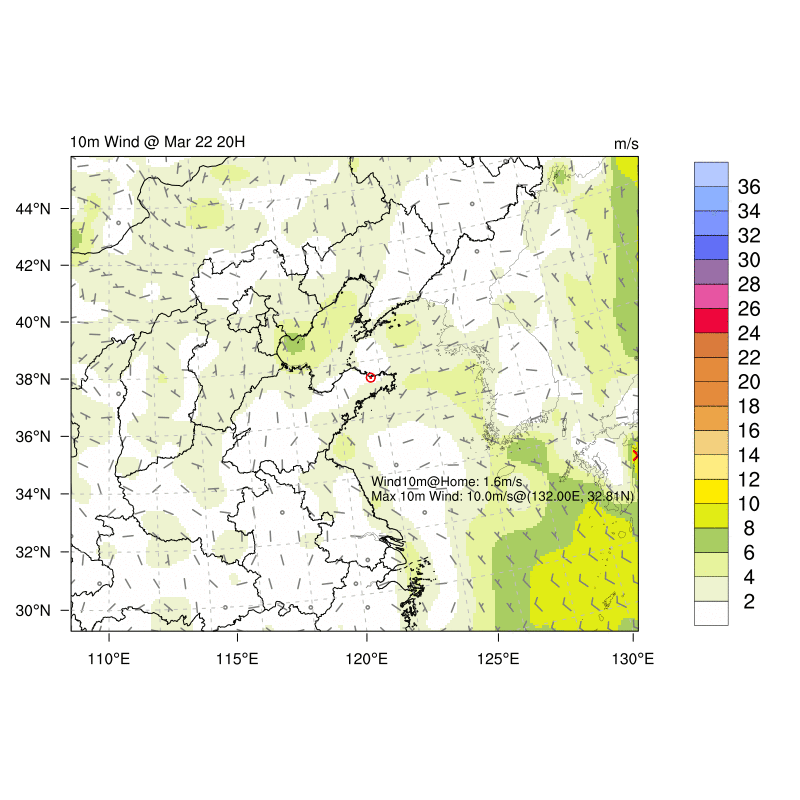 10m Wind @ Mar 22 20H
m/s
44°N
42°N
40°N
38°N
36°N
34°N
32°N
30°N
110°E
115°E
120°E
125°E
130°E
Wind10m@Home: 1.6m/s
Max 10m Wind: 10.0m/s@(132.00E, 32.81N)
36
34
32
30
28
26
24
22
20
18
16
14
12
10
8
6
4
2